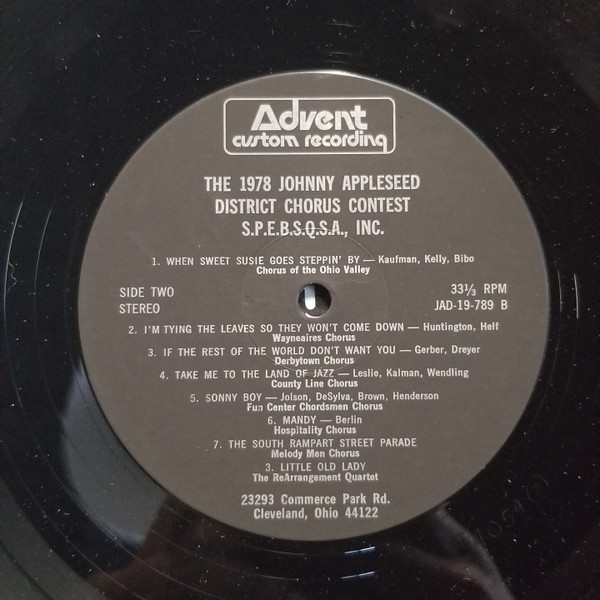 Advent
custom recording
THE 1978 JOHNNY APPLESEED
DISTRICT CHORUS CONTEST
S.P.E.B.S.Q.S.A., INC.
1. WHEN SWEET SUSIE GOES STEPPIN' BY — Kaufman, Kelly, Bibo
Chorus of the Ohio Valley
SIDE TWO 33⅓ RPM
STEREO JAD-19-789 B
2. I'M TYING THE LEAVES SO THEY WON'T COME DOWN — Huntington, Helf
Wayneaires Chorus
3. IF THE REST OF THE WORLD DON'T WANT YOU — Gerber, Dreyer
Derbytown Chorus
4. TAKE ME TO THE LAND OF JAZZ — Leslie, Kalman, Wendling
County Line Chorus
5. SONNY BOY — Jolson, DeSylva, Brown, Henderson
Fun Center Chordsmen Chorus
6. MANDY — Berlin
Hospitality Chorus
7. THE SOUTH RAMPART STREET PARADE
Melody Men Chorus
3. LITTLE OLD LADY
The ReArrangement Quartet
23293 Commerce Park Rd.
Cleveland, Ohio 44122